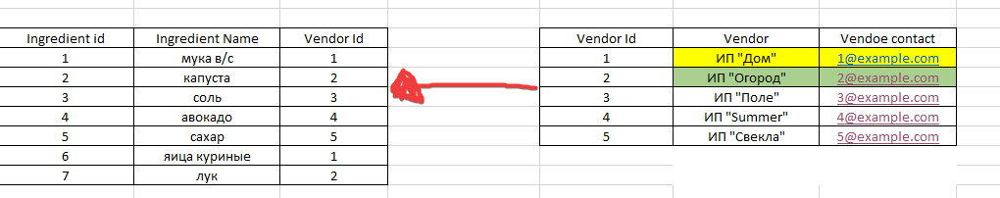 Ingredient id Ingredient Name Vendor Id
1 мука в/с 1
2 капуста 2
3 соль 3
4 авокадо 4
5 сахар 5
6 яица куриные 1
7 лук 2
Vendor Id Vendor Vendoe contact
1 ИП "Дом" 1@example.com
2 ИП "Огород" 2@example.com
3 ИП "Поле" 3@example.com
4 ИП "Summer" 4@example.com
5 ИП "Свекла" 5@example.com